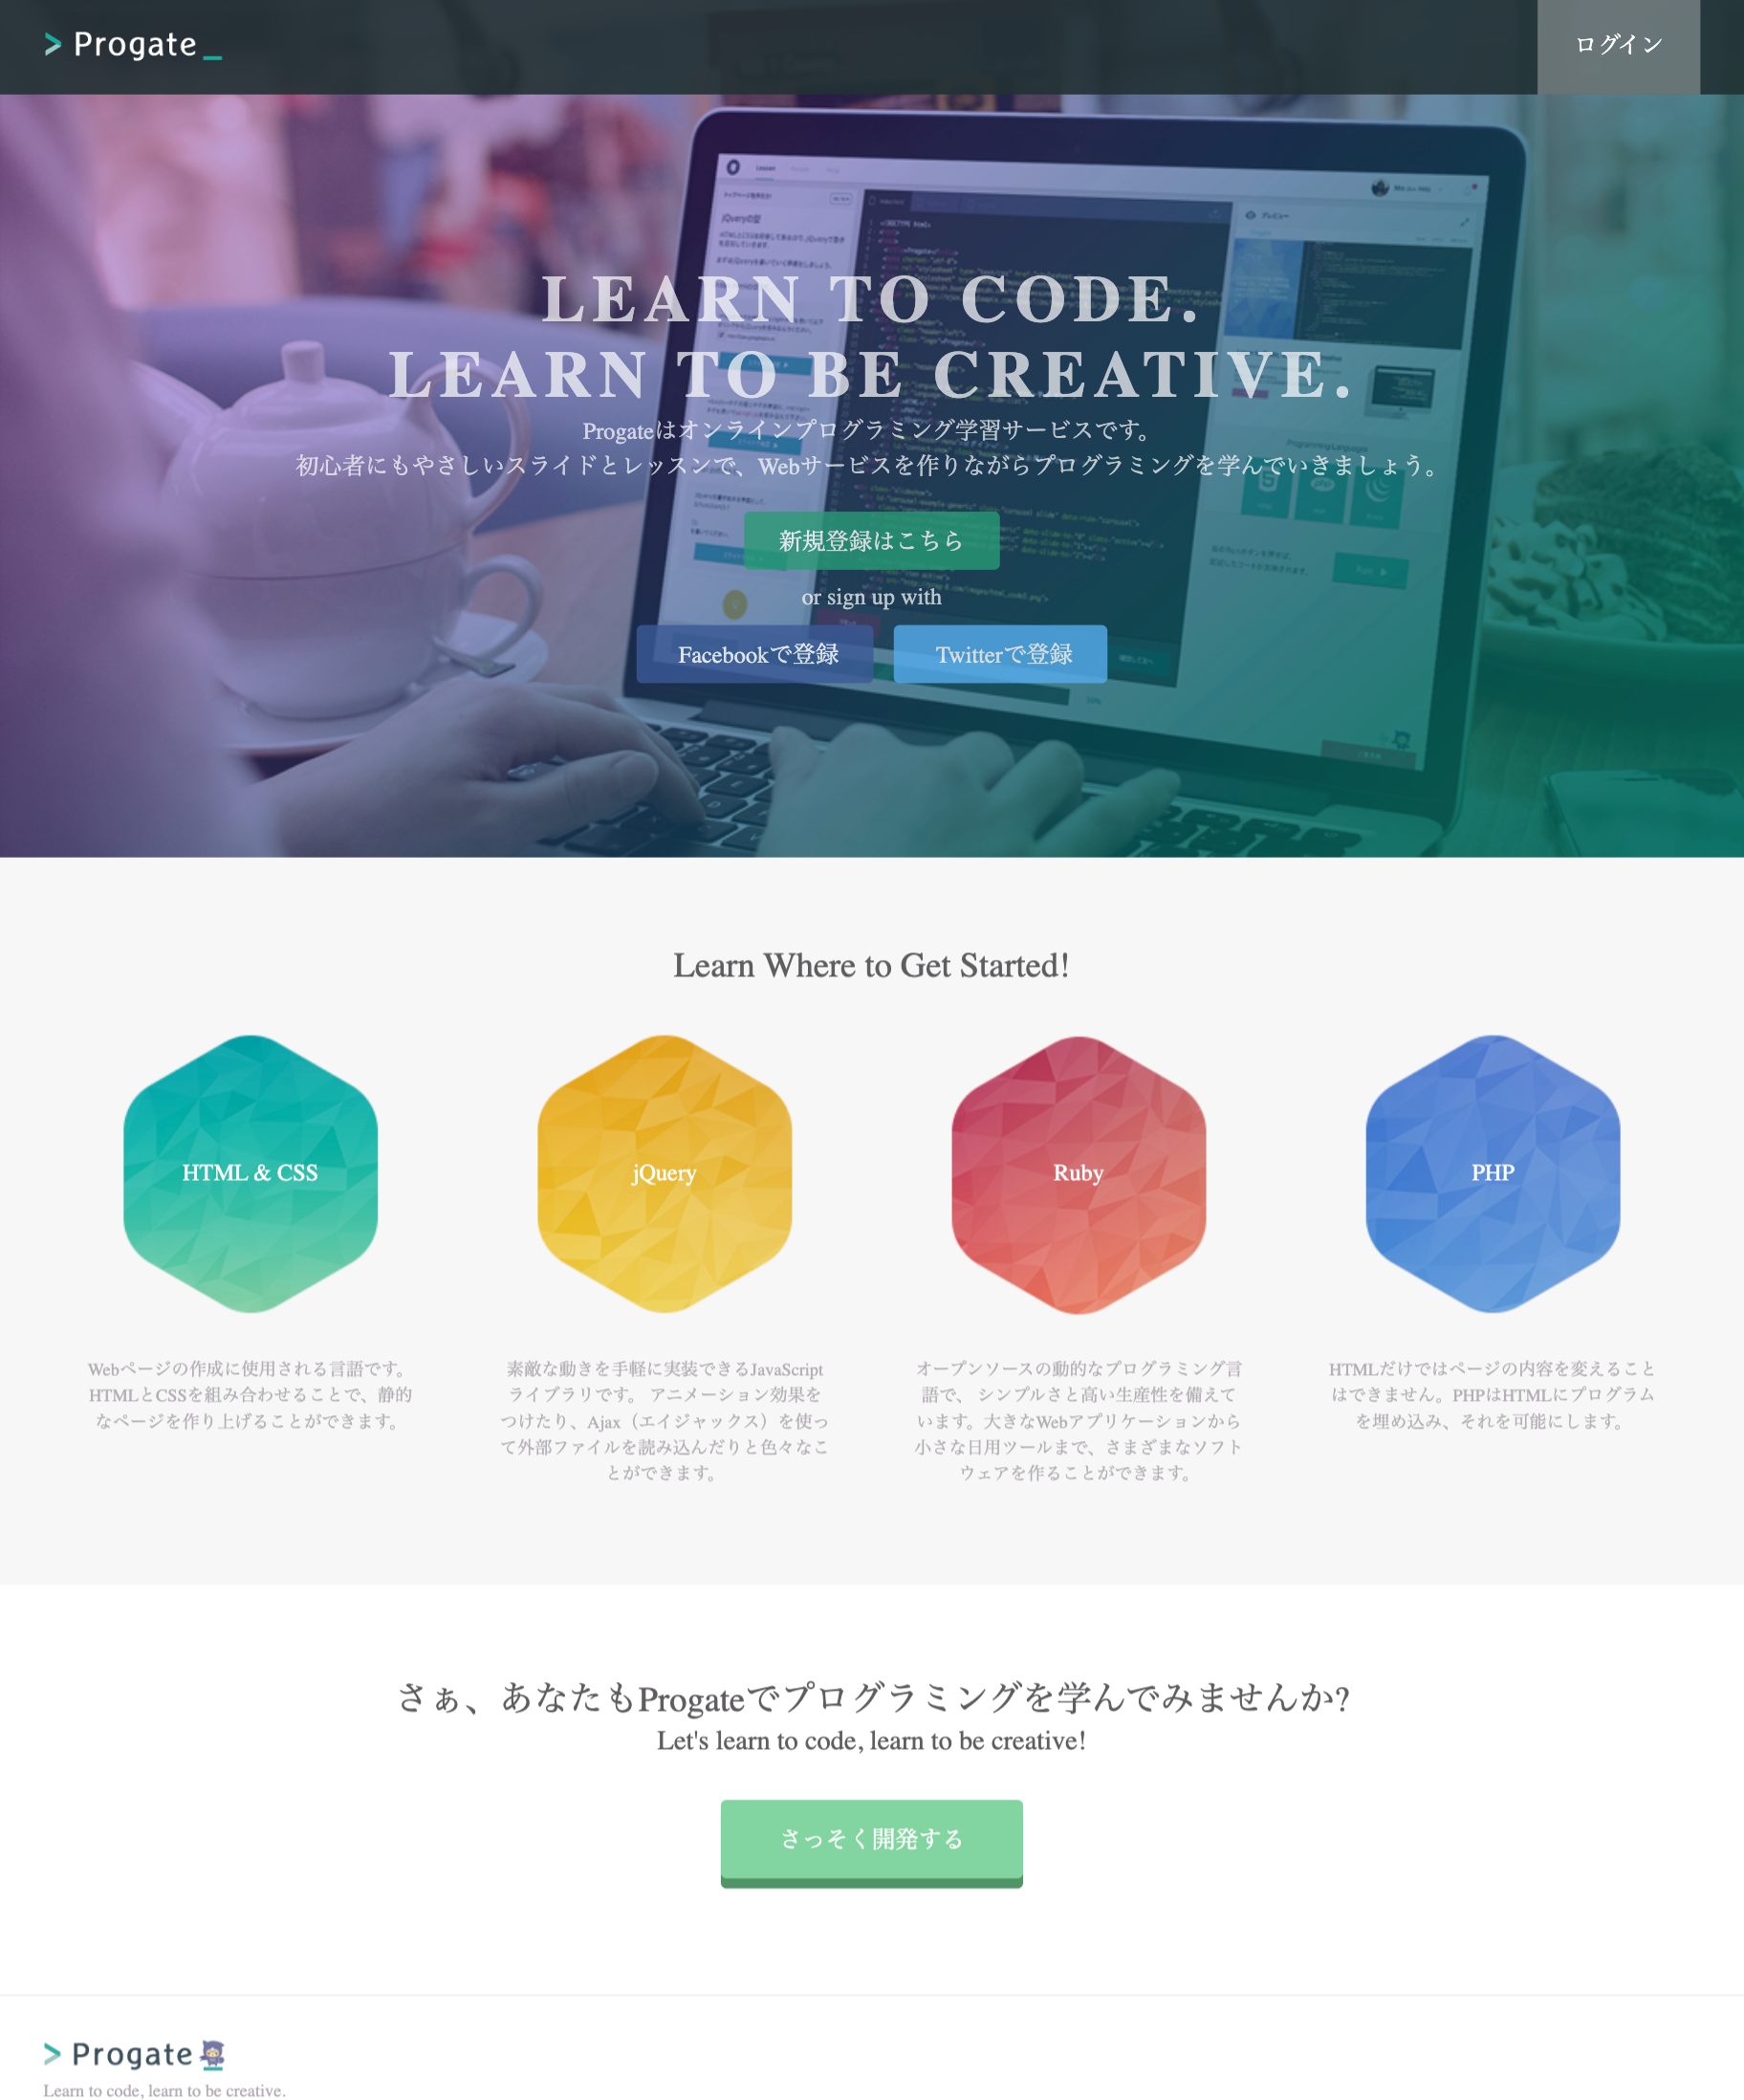 > Progate_
ログイン
LEARN TO CODE.
LEARN TO BE CREATIVE.
Progateはオンラインプログラミング学習サービスです。
初心者にもやさしいスライドとレッスンで、Webサービスを作りながらプログラミングを学んでいきましょう。
新規登録はこちら
or sign up with
Facebookで登録
Twitterで登録
Learn Where to Get Started!
HTML & CSS
jQuery
Ruby
PHP
Webページの作成に使用される言語です。
HTMLとCSSを組み合わせることで、静的
なページを作り上げることができます。
素敵な動きを手軽に実装できるJavaScript
ライブラリです。 アニメーション効果を
つけたり、Ajax（エイジャックス）を使っ
て外部ファイルを読み込んだりと色々なこ
とができます。
オープンソースの動的なプログラミング言
語で、 シンプルさと高い生産性を備えて
います。大きなWebアプリケーションから
小さな日用ツールまで、さまざまなソフト
ウェアを作ることができます。
HTMLだけではページの内容を変えること
はできません。PHPはHTMLにプログラム
を埋め込み、それを可能にします。
さぁ、あなたもProgateでプログラミングを学んでみませんか?
Let's learn to code, learn to be creative!
さっそく開発する
> Progate
Learn to code, learn to be creative.